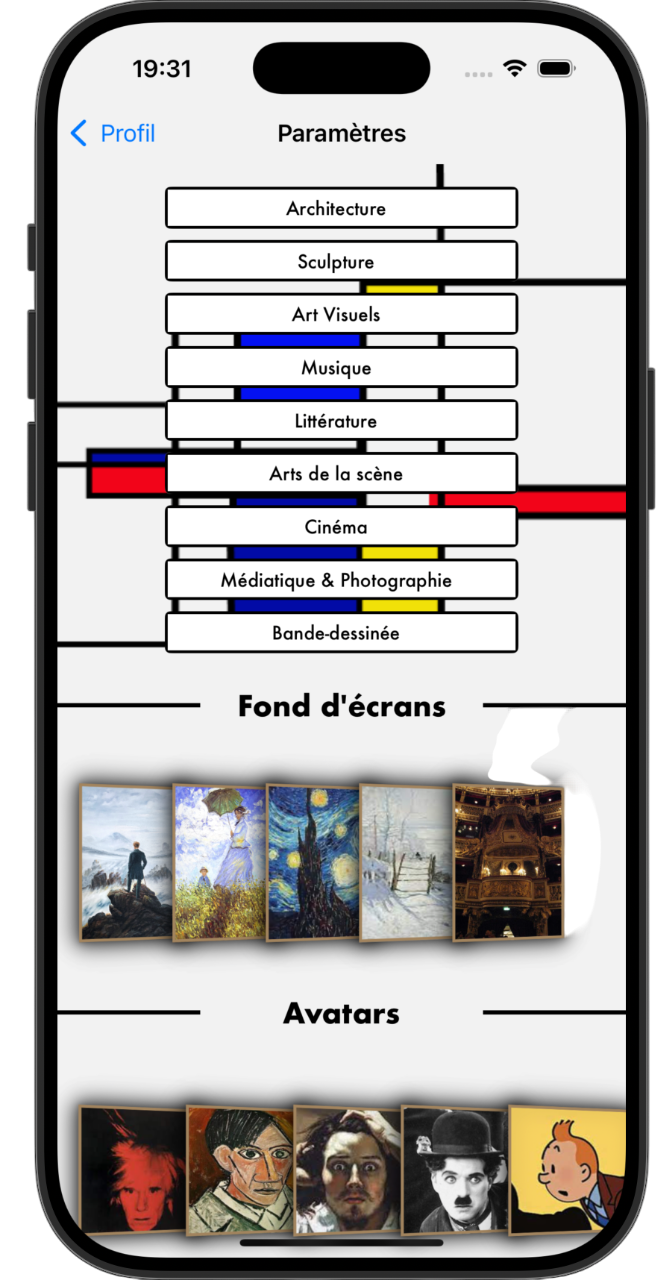 19:31
Profil
Paramètres
Architecture
Sculpture
Art Visuels
Musique
Littérature
Arts de la scène
Cinéma
Médiatique & Photographie
Bande-dessinée
Fond d'écrans
Avatars